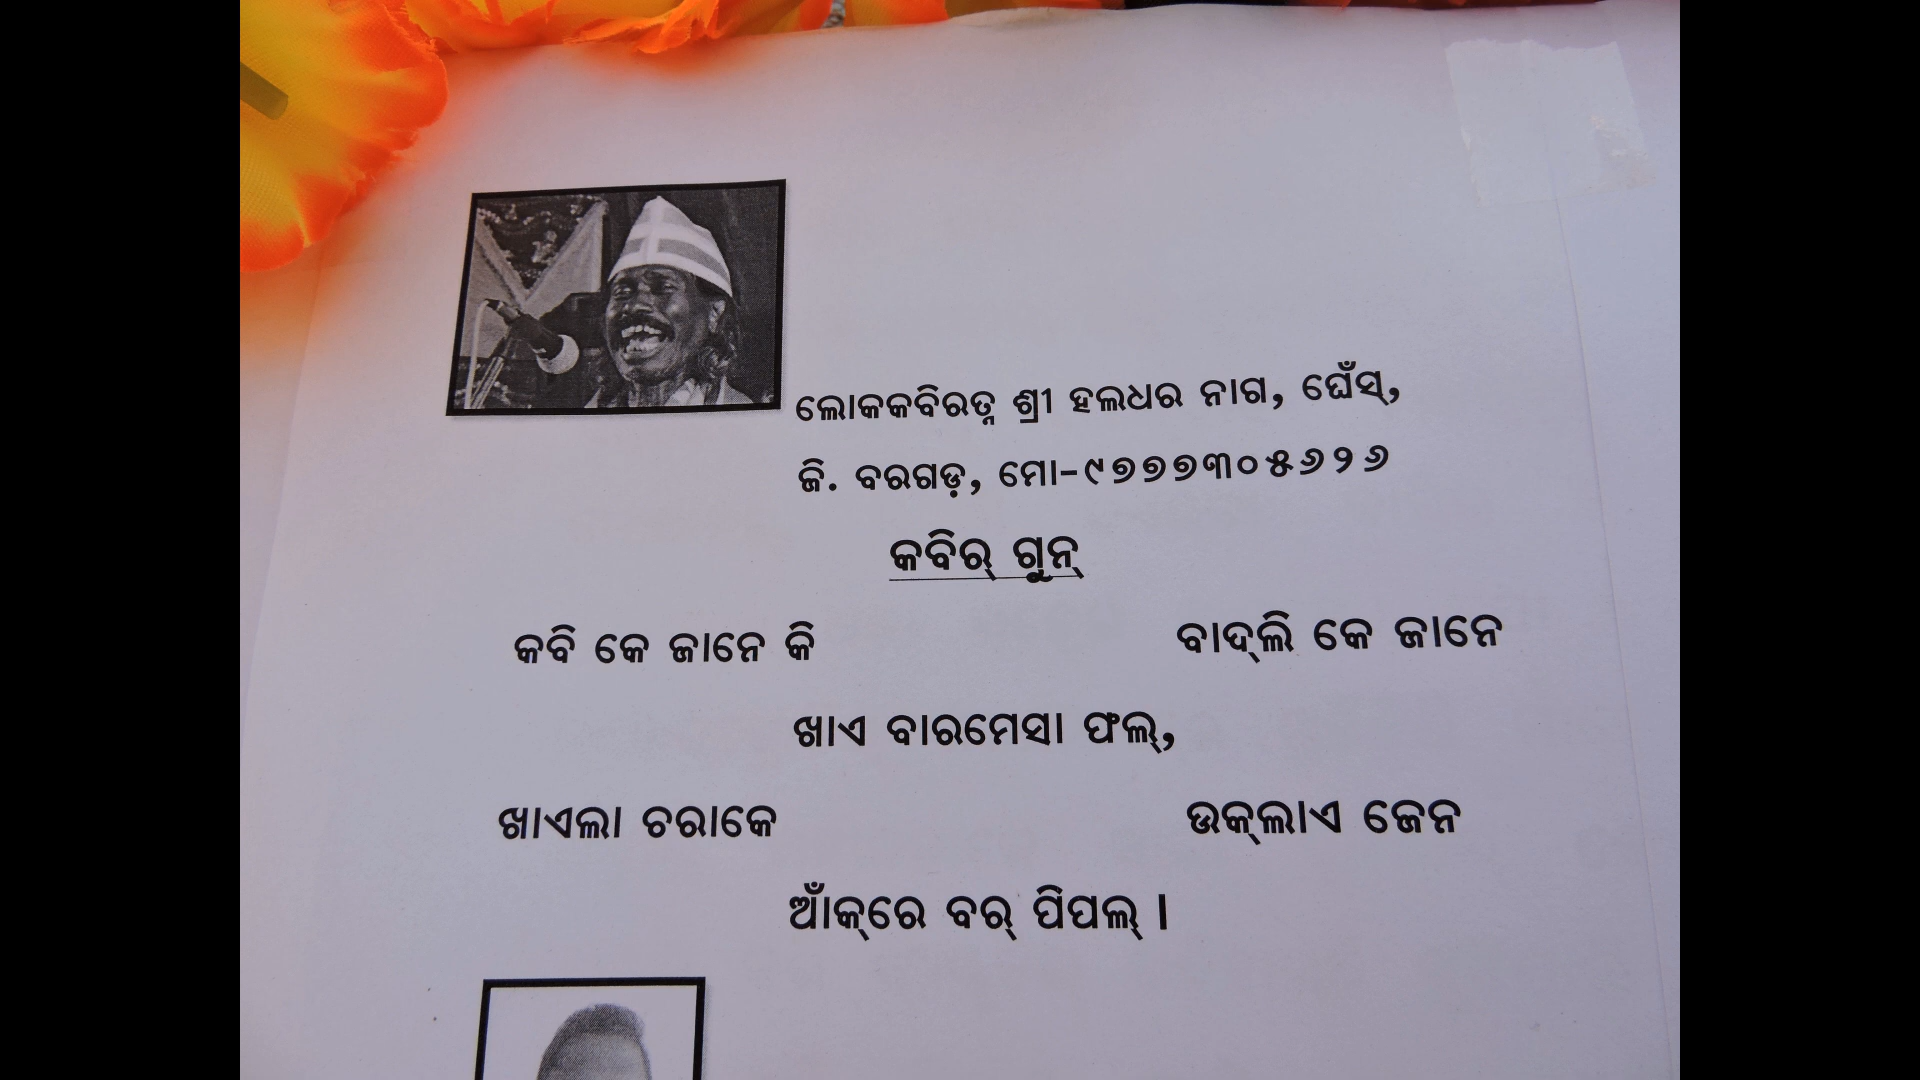 ଲୋକକବିରତ୍ନ ଶ୍ରୀ ହଲଧର ନାଗ, ଘେଁସ୍,
ଜି. ବରଗଡ଼, ମୋ-୯୭୭୭୩୦୫୬୨୬
କବିର୍ ଗୁନ୍
କବି କେ ଜାନେ କି ବାଦ୍‌ଲି କେ ଜାନେ
ଖାଏ ବାରମେସା ଫଲ୍,
ଖାଏଲା ଚରାକେ ଉକ୍‌ଲାଏ ଜେନ
ଆଁକ୍‌ରେ ବର୍ ପିପଲ୍ ।